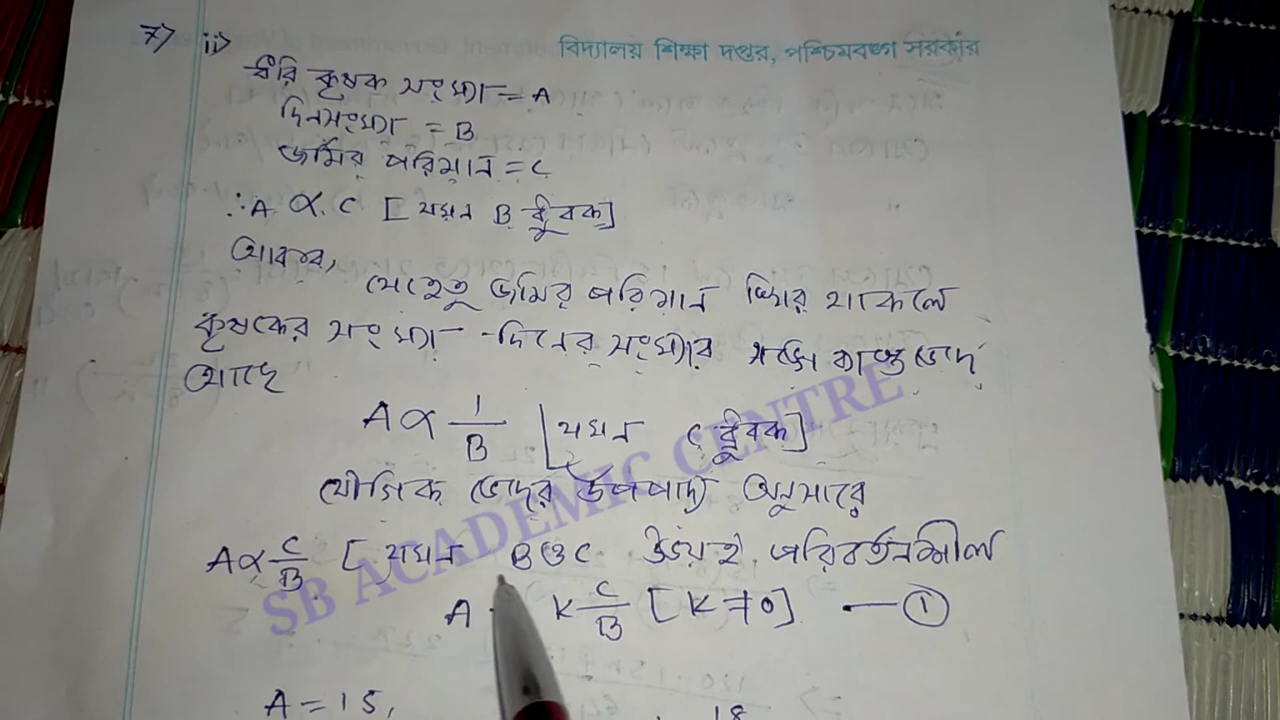 বিদ্যালয় শিক্ষা দপ্তর, পশ্চিমবঙ্গ সরকার
7> ii>
ধরি কৃষক সংখ্যা = A
দিনসংখ্যা = B
জমির পরিমান = C
∴ A ∝ C [যখন B ধ্রুবক]
আবার,
যেহেতু জমির পরিমান স্থির থাকলে
কৃষকের সংখ্যা দিনের সংখ্যার সঙ্গে ব্যস্তভেদে
আছে
A ∝ 1/B [যখন C ধ্রুবক]
যৌগিক ভেদের উপপাদ্য অনুসারে
A ∝ C/B [যখন B ও C উভয়ই পরিবর্তনশীল
A K C/B [K ≠ 0] — ①
A = 15,
18
SB ACADEMIC CENTRE